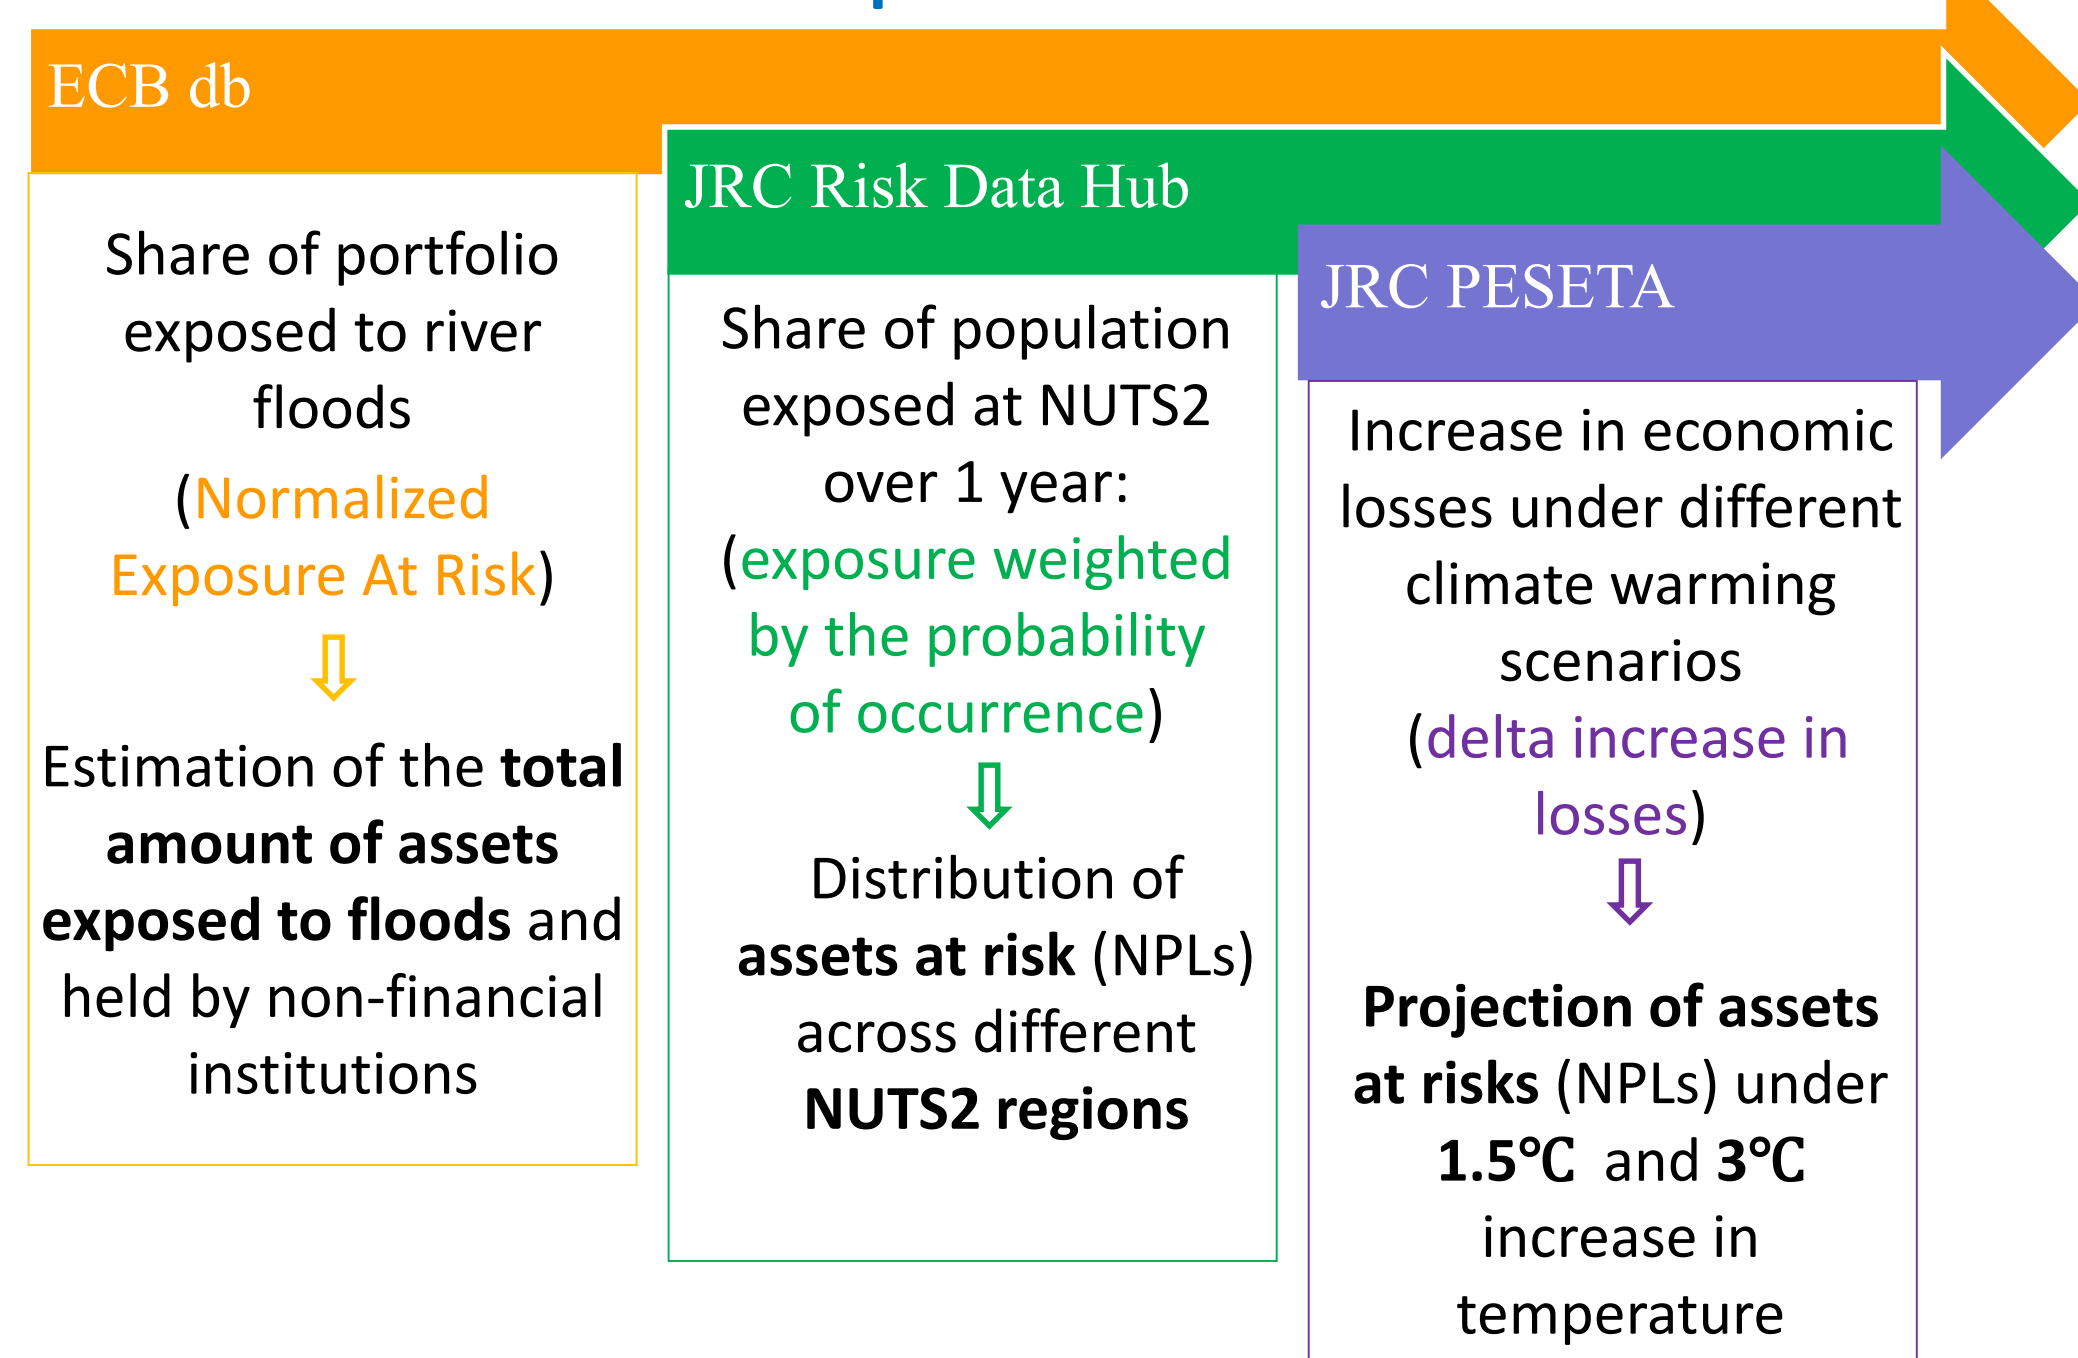 ECB db
Share of portfolio
exposed to river
floods
(Normalized
Exposure At Risk)
Estimation of the total
amount of assets
exposed to floods and
held by non-financial
institutions
JRC Risk Data Hub
Share of population
exposed at NUTS2
over 1 year:
(exposure weighted
by the probability
of occurrence)
Distribution of
assets at risk (NPLs)
across different
NUTS2 regions
JRC PESETA
Increase in economic
losses under different
climate warming
scenarios
(delta increase in
losses)
Projection of assets
at risks (NPLs) under
1.5℃ and 3℃
increase in
temperature